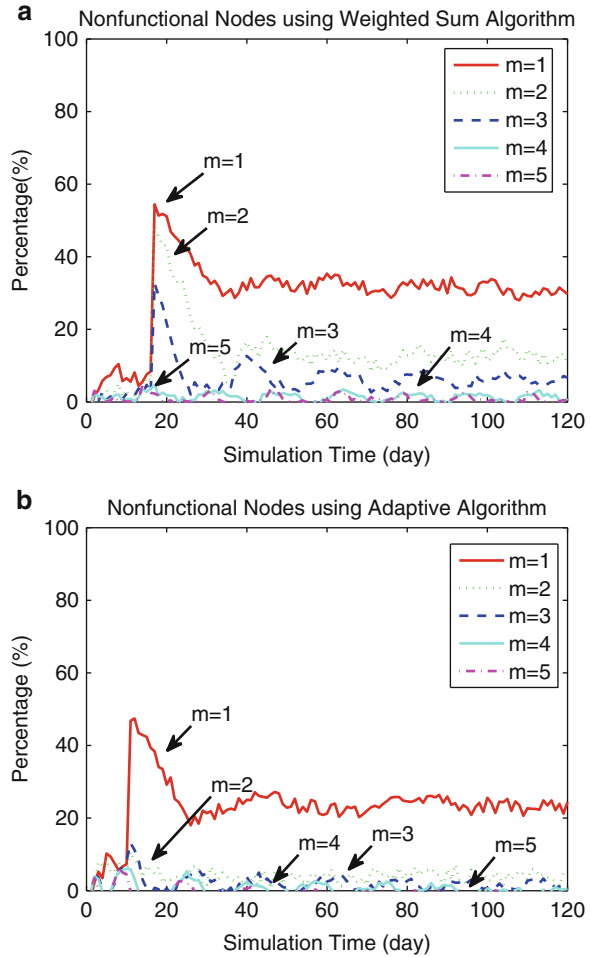 a
Nonfunctional Nodes using Weighted Sum Algorithm
100
80
60
40
20
0
Percentage(%)
m=1
m=2
m=3
m=4
m=5
m=1
m=2
m=5
m=3
m=4
0 20 40 60 80 100 120
Simulation Time (day)
b
Nonfunctional Nodes using Adaptive Algorithm
100
80
60
40
20
0
Percentage (%)
m=1
m=2
m=3
m=4
m=5
m=1
m=2
m=4
m=3
m=5
0 20 40 60 80 100 120
Simulation Time (day)